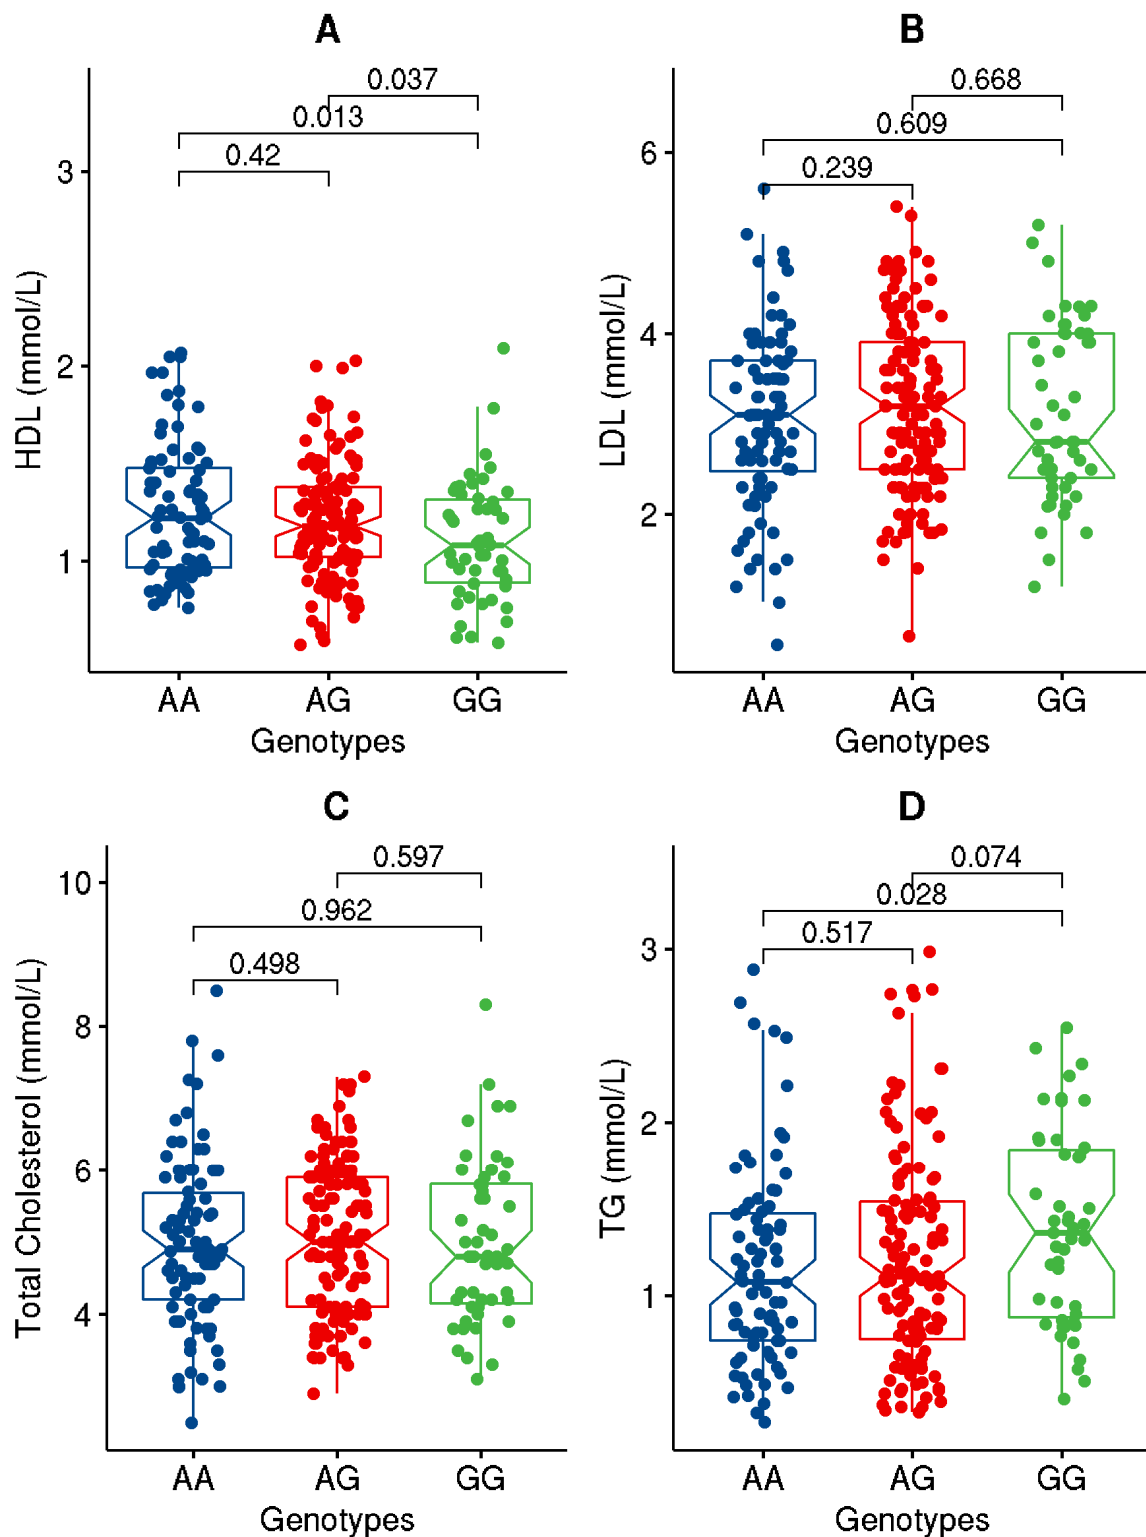 A
HDL (mmol/L)
3
2
1
0.037
0.013
0.42
AA AG GG
Genotypes
B
LDL (mmol/L)
6
4
2
0.668
0.609
0.239
AA AG GG
Genotypes
C
Total Cholesterol (mmol/L)
10
8
6
4
0.597
0.962
0.498
AA AG GG
Genotypes
D
TG (mmol/L)
3
2
1
0.074
0.028
0.517
AA AG GG
Genotypes